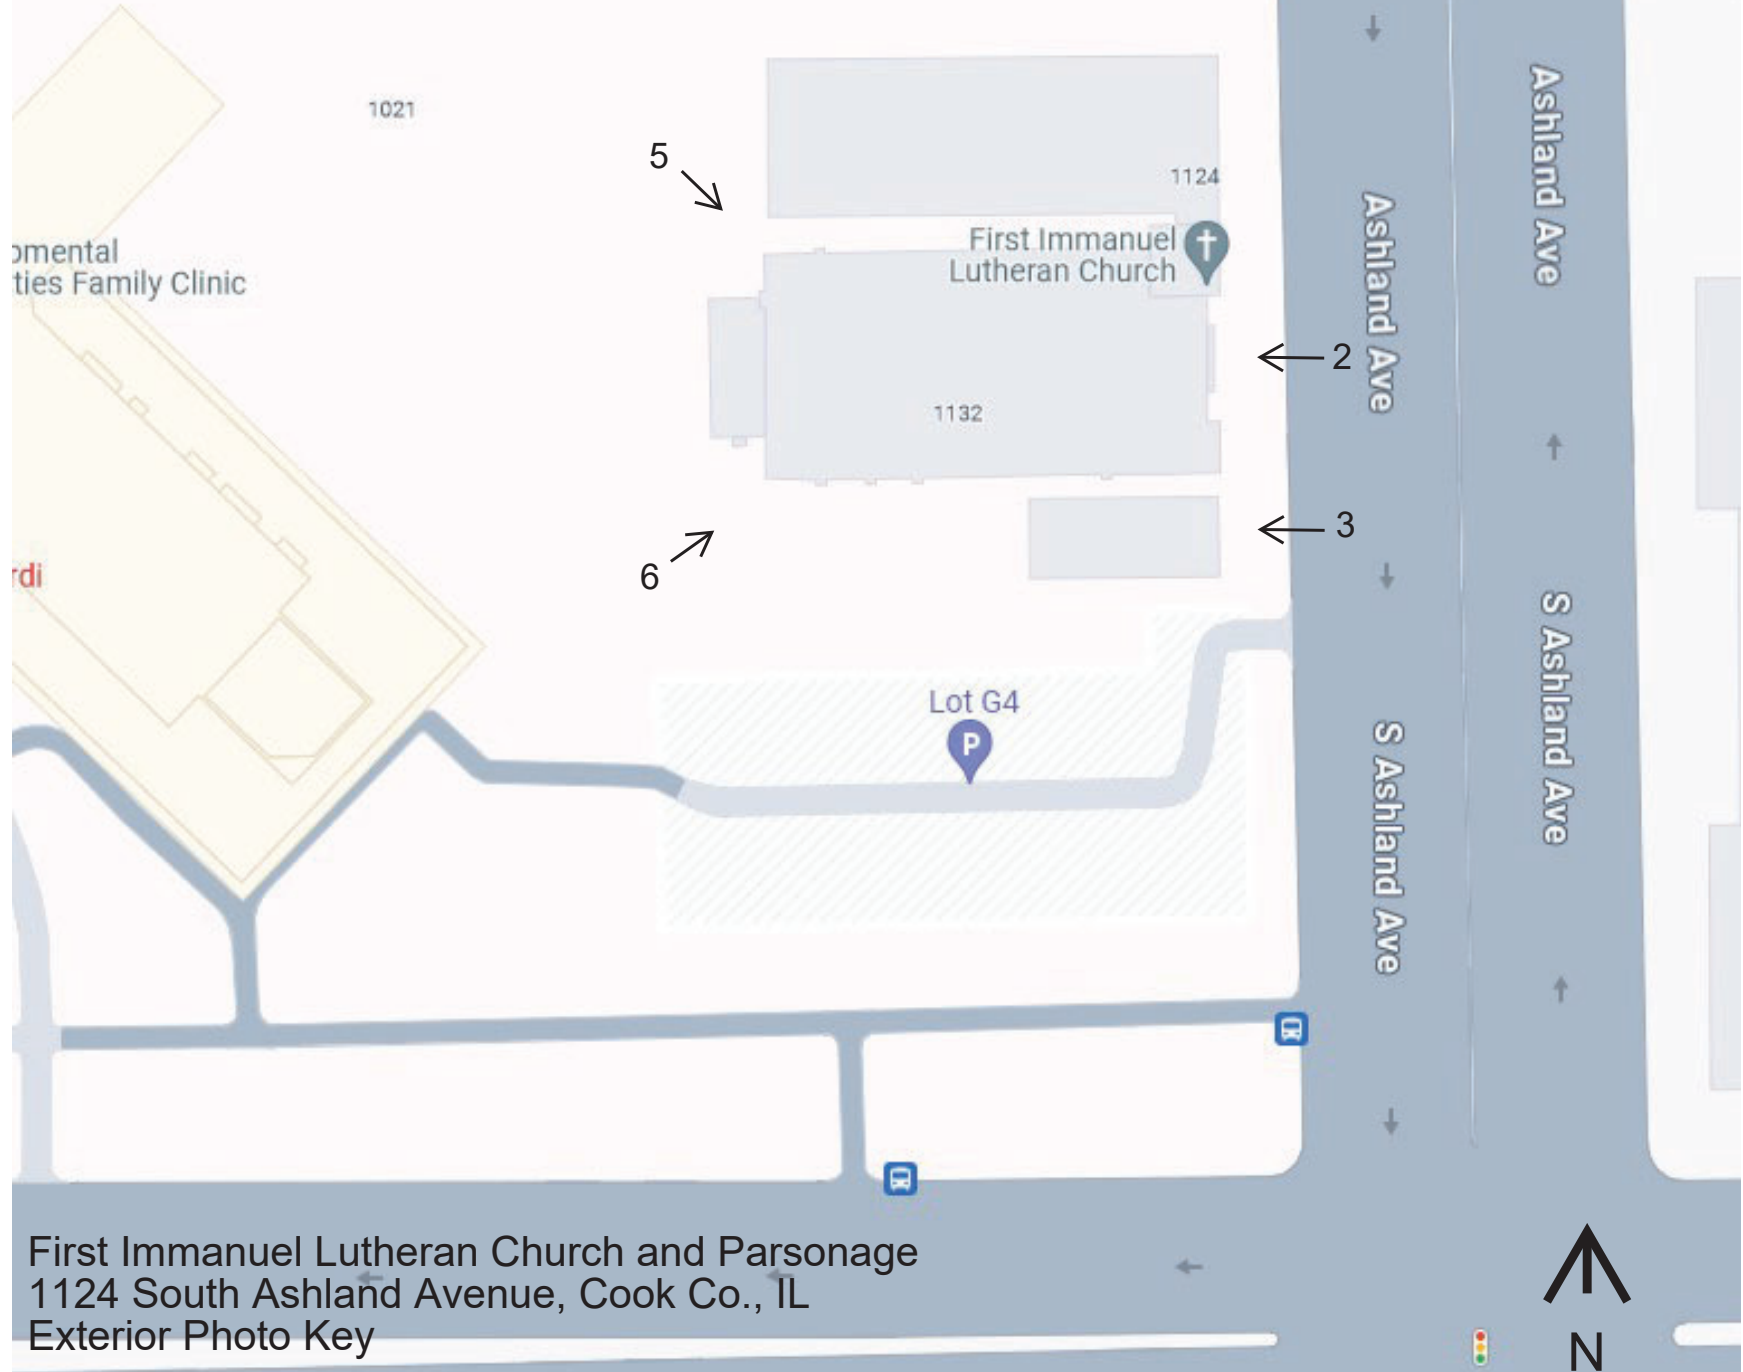 1021
5
1124
First Immanuel
Lutheran Church
omental
ties Family Clinic
Ashland Ave
Ashland Ave
2
1132
3
6
rdi
S Ashland Ave
S Ashland Ave
Lot G4
P
First Immanuel Lutheran Church and Parsonage
1124 South Ashland Avenue, Cook Co., IL
Exterior Photo Key
N